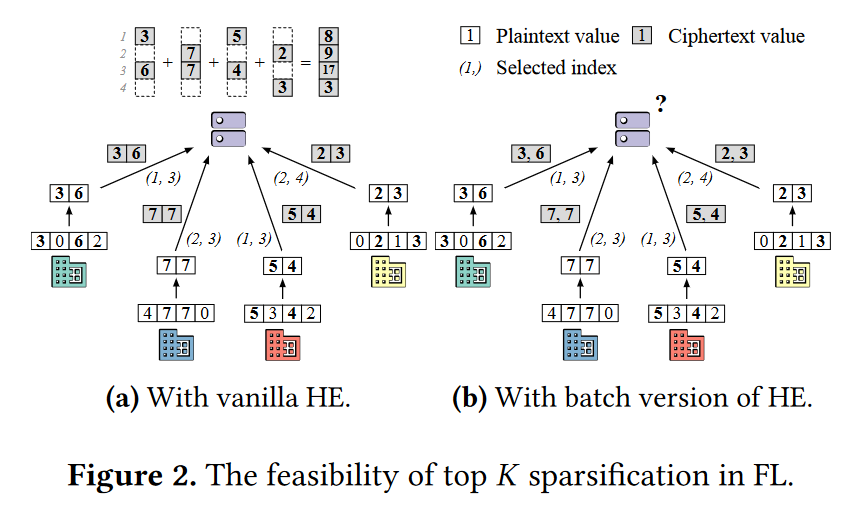 1 3 5 8
2 7 2 9
3 6 + 7 + 4 + = 17
4 3 3
1 Plaintext value 1 Ciphertext value
(1,) Selected index
3 6 2 3
(1, 3) (2, 4)
3 6 2 3
7 7 5 4
3 0 6 2 (2, 3) (1, 3) 0 2 1 3
7 7 5 4
4 7 7 0 5 3 4 2
(a) With vanilla HE.
?
3, 6 2, 3
(1, 3) (2, 4)
3 6 2 3
7, 7 5, 4
3 0 6 2 (2, 3) (1, 3) 0 2 1 3
7 7 5 4
4 7 7 0 5 3 4 2
(b) With batch version of HE.
Figure 2. The feasibility of top K sparsification in FL.